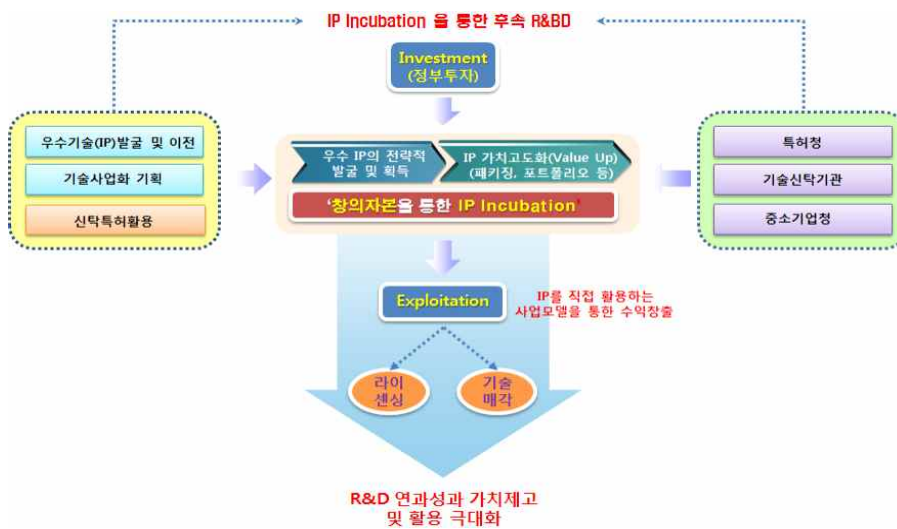 IP Incubation 을 통한 후속 R&BD
Investment
(정부투자)
우수기술(IP)발굴 및 이전
기술사업화 기획
신탁특허활용
우수 IP의 전략적
발굴 및 획득
IP 가치고도화(Value Up)
(패키징, 포트폴리오 등)
'창의자본을 통한 IP Incubation'
특허청
기술신탁기관
중소기업청
Exploitation
IP를 직접 활용하는
사업모델을 통한 수익창출
라이
센싱
기술
매각
R&D 연과성과 가치제고
및 활용 극대화